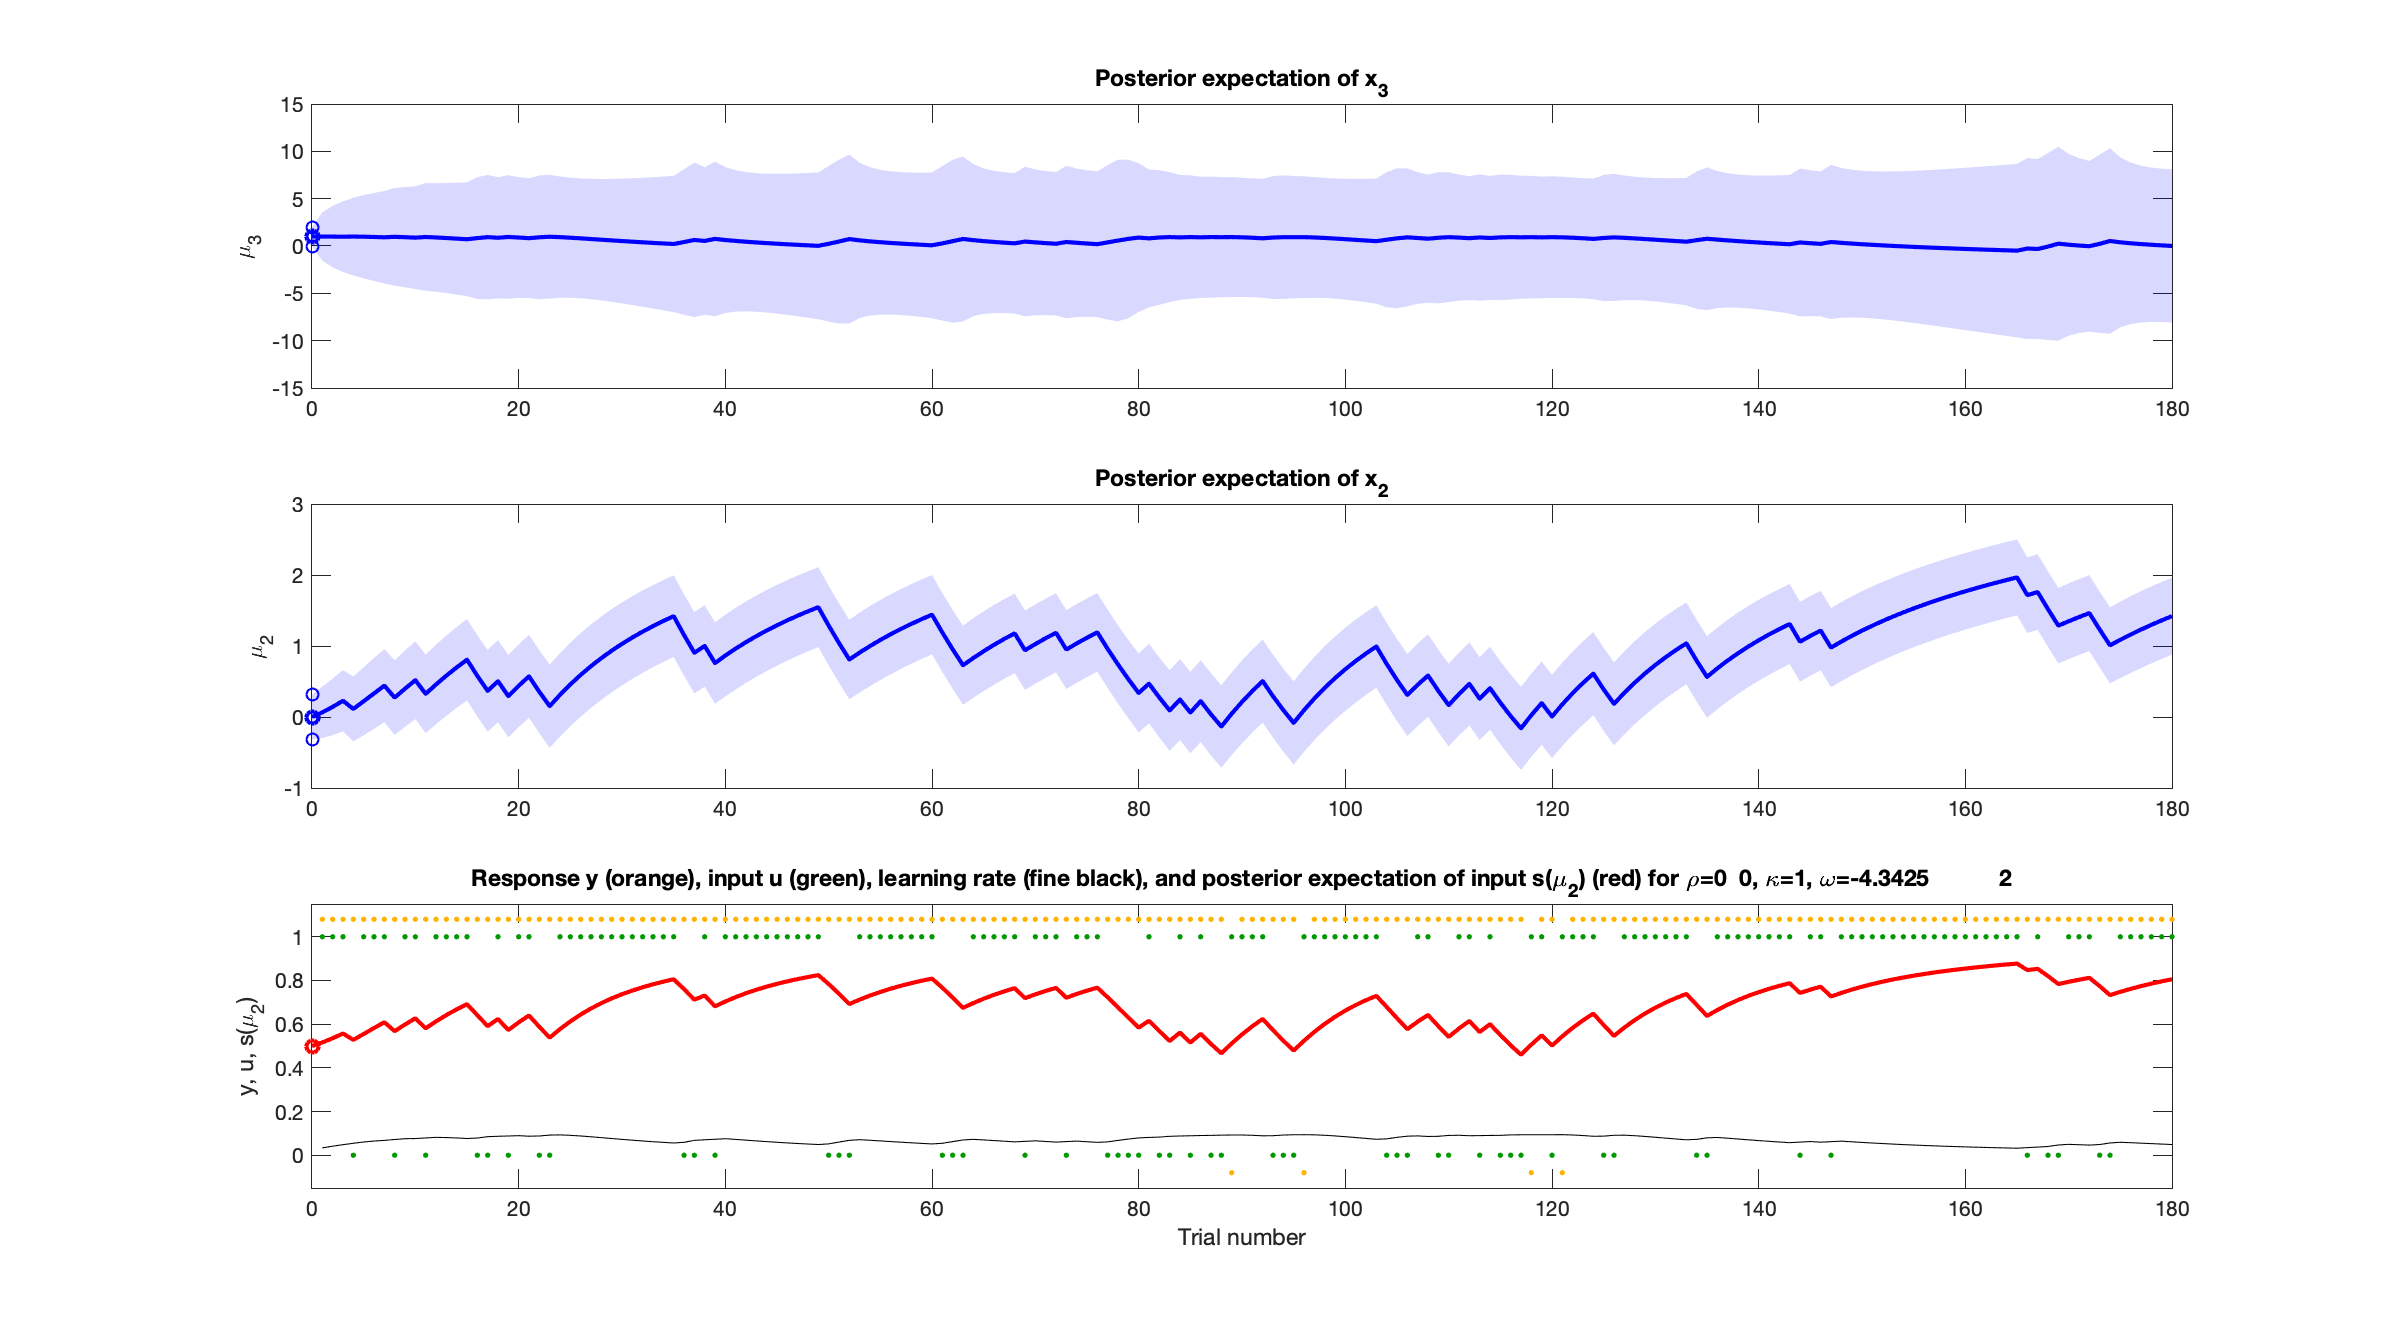 Posterior expectation of x3
15
10
5
0
-5
-10
-15
μ3
0 20 40 60 80 100 120 140 160 180
Posterior expectation of x2
3
2
1
0
-1
μ2
0 20 40 60 80 100 120 140 160 180
Response y (orange), input u (green), learning rate (fine black), and posterior expectation of input s(μ2) (red) for ρ=0 0, κ=1, ω=-4.3425 2
1
0.8
0.6
0.4
0.2
0
y, u, s(μ2)
0 20 40 60 80 100 120 140 160 180
Trial number